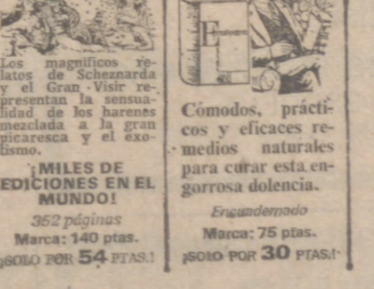 Los magníficos re-
latos de Scheznarda
y el Gran Visir re-
presentan la sensua-
lidad de los harenes
mezclada a la gran
picaresca y el exo-
tismo.
¡MILES DE
EDICIONES EN EL
MUNDO!
352 páginas
Marca: 140 ptas.
¡SOLO POR 54 PTAS.!
E
Cómodos, prácti-
cos y eficaces re-
medios naturales
para curar esta en-
gorrosa dolencia.
Encuadernado
Marca: 75 ptas.
¡SOLO POR 30 PTAS.!